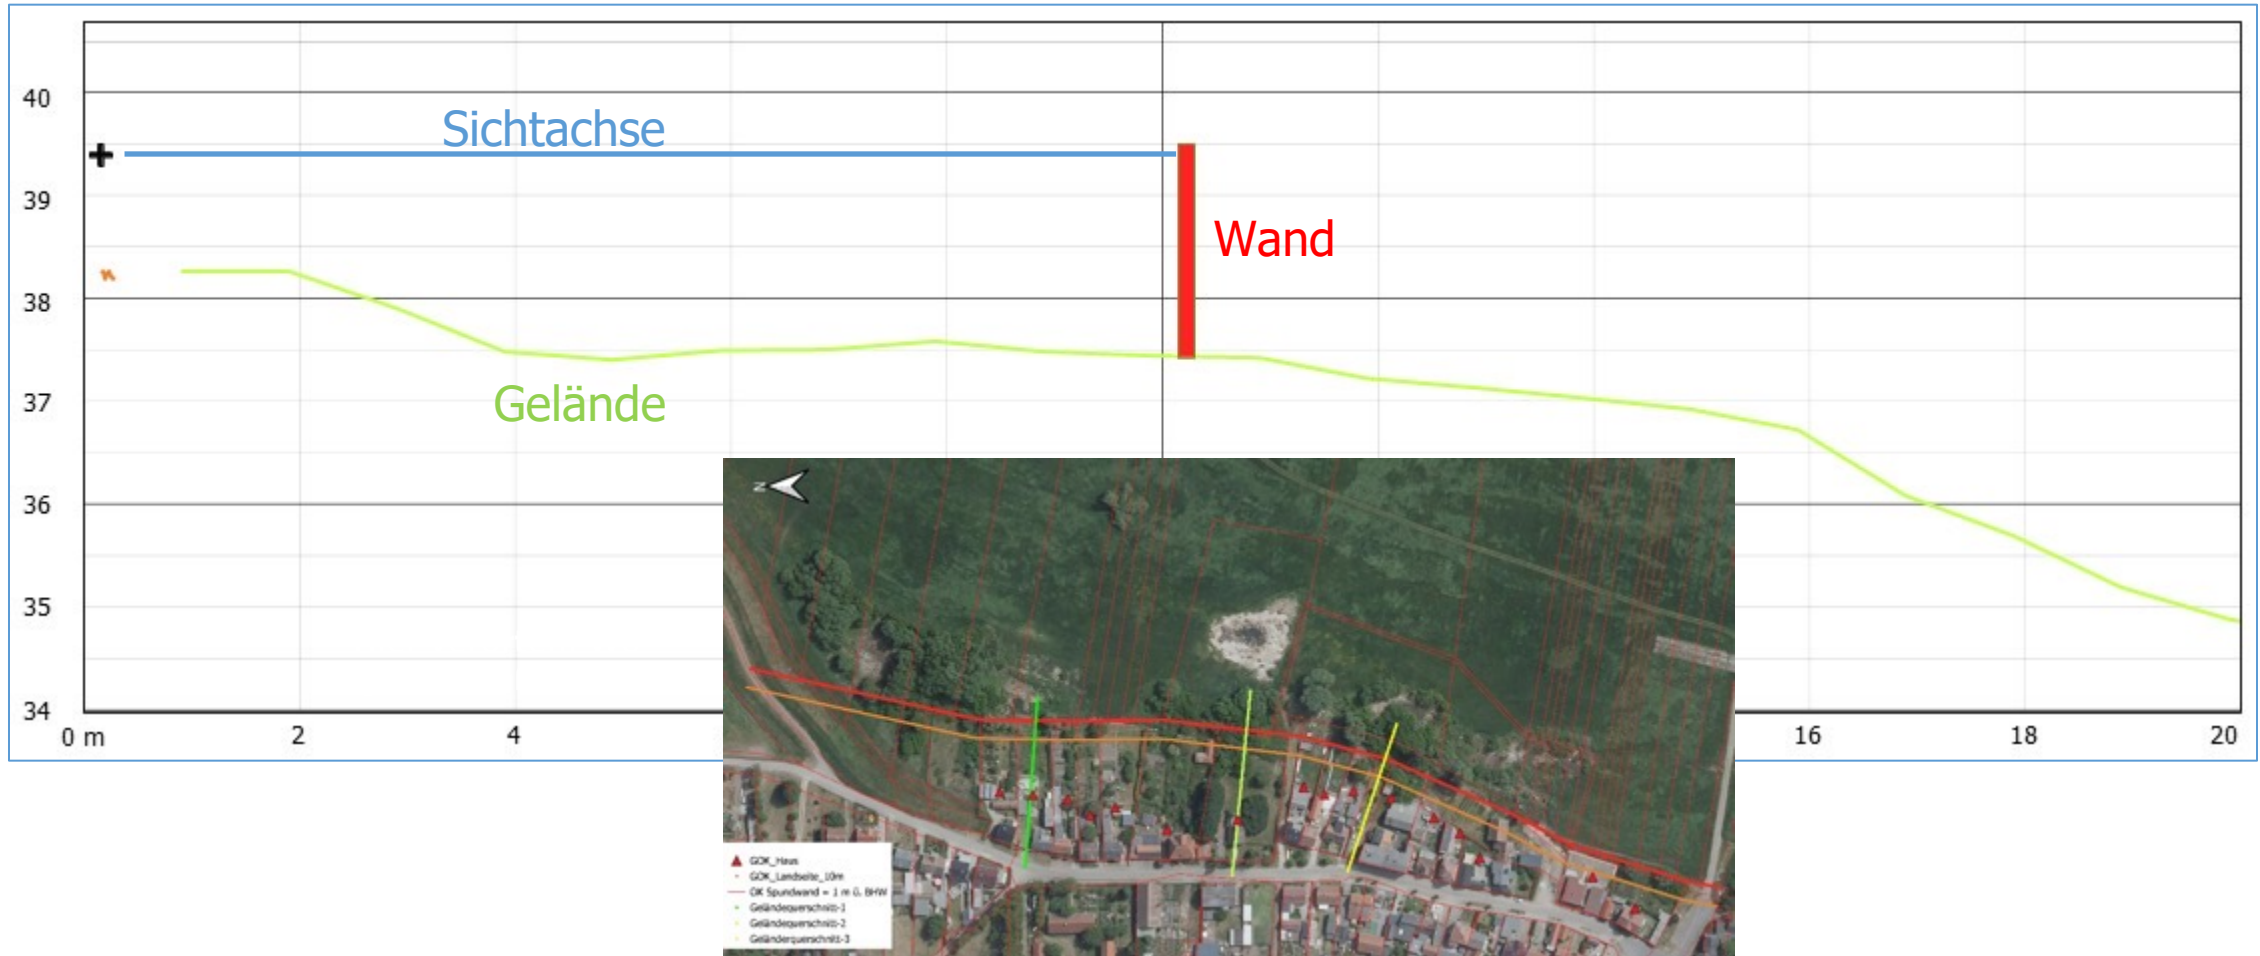 40
Sichtachse
39
Wand
38
37
Gelände
36
N
35
34
0 m
2
4
16
18
20
GOK_Haus
GOK_Landseite_10m
OK Spundwand = 1 m ü. BHW
Geländequerschnitt-1
Geländequerschnitt-2
Geländerquerschnitt-3